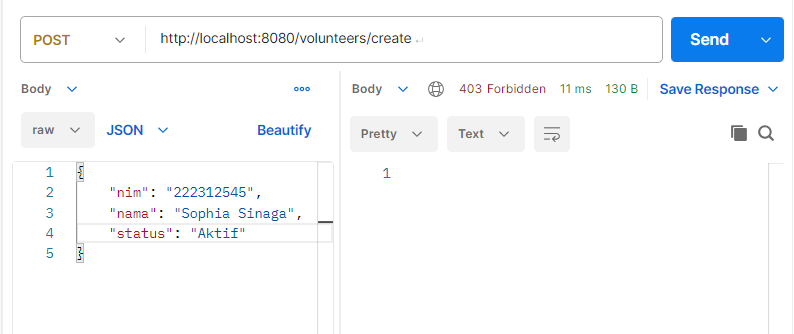 POST http://localhost:8080/volunteers/create Send
Body Body 403 Forbidden 11 ms 130 B Save Response
raw JSON Beautify Pretty Text
1 {
2 "nim": "222312545",
3 "nama": "Sophia Sinaga",
4 "status": "Aktif"
5 }
1